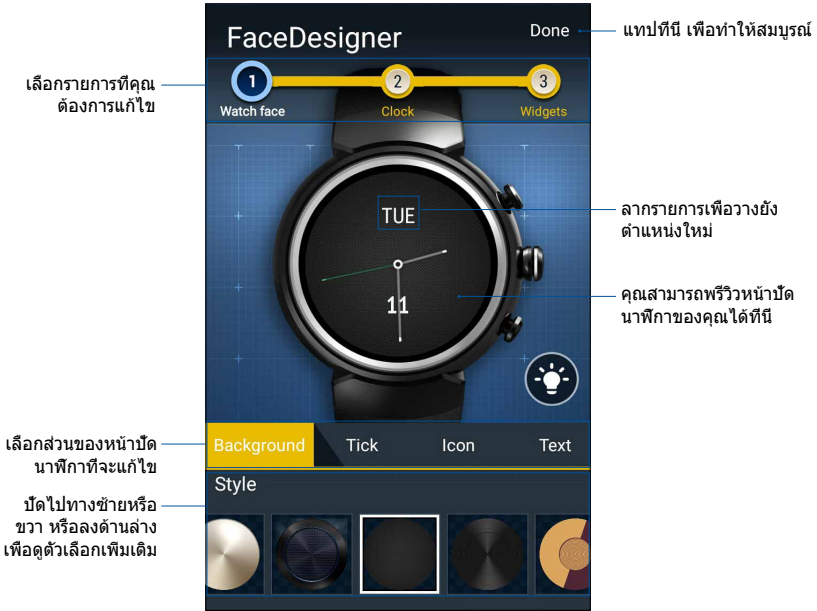 FaceDesigner
Done
แทปทีนี เพือทำให้สมบูรณ์
เลือกรายการทีคุณ
ต้องการแก้ไข
1
2
3
Watch face
Clock
Widgets
TUE
11
ลากรายการเพือวางยัง
ตำแหน่งใหม่
คุณสามารถพรีวิวหน้าปัด
นาฬิกาของคุณได้ทีนี
เลือกส่วนของหน้าปัด
นาฬิกาทีจะแก้ไข
Background
Tick
Icon
Text
Style
ปัดไปทางซ้ายหรือ
ขวา หรือลงด้านล่าง
เพือดูตัวเลือกเพิมเติม